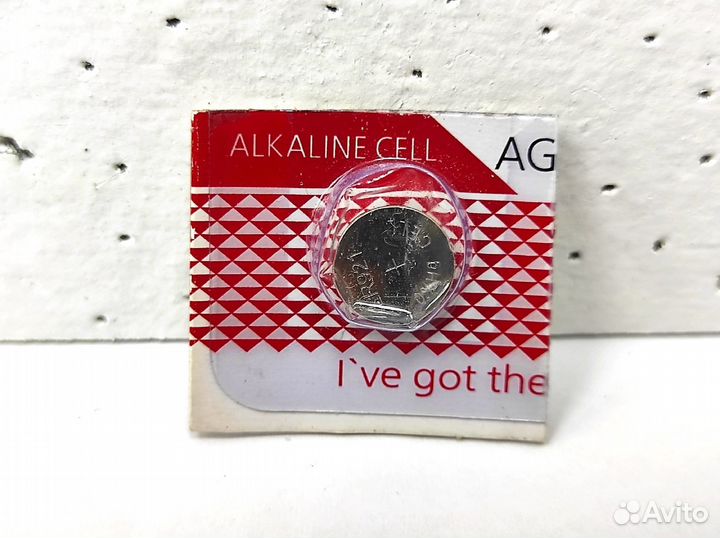 ALKALINE CELL
AG
I`ve got the
Avito